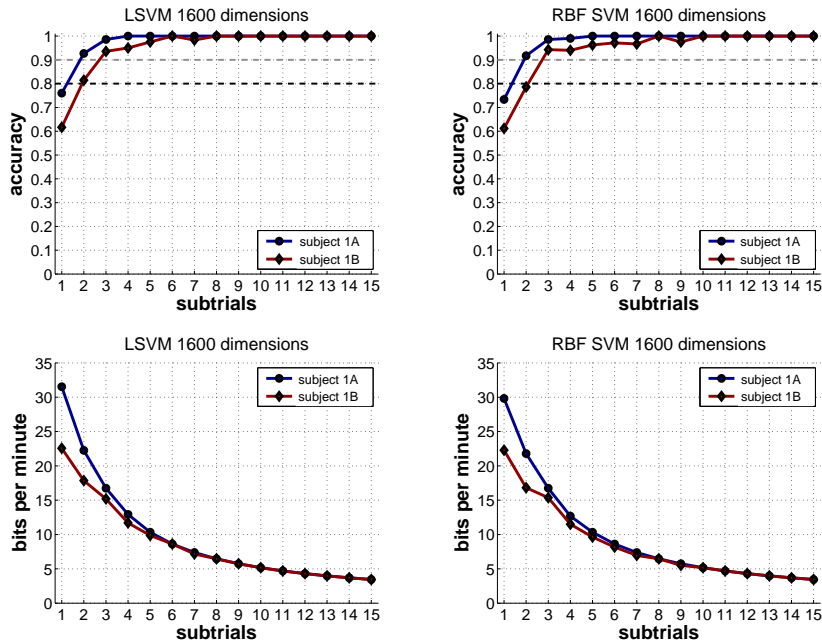 LSVM 1600 dimensions
1
0.9
0.8
0.7
0.6
0.5
0.4
0.3
0.2
0.1
0
accuracy
subject 1A
subject 1B
1 2 3 4 5 6 7 8 9 10 11 12 13 14 15
subtrials
RBF SVM 1600 dimensions
1
0.9
0.8
0.7
0.6
0.5
0.4
0.3
0.2
0.1
0
accuracy
subject 1A
subject 1B
1 2 3 4 5 6 7 8 9 10 11 12 13 14 15
subtrials
LSVM 1600 dimensions
35
30
25
20
15
10
5
0
bits per minute
subject 1A
subject 1B
1 2 3 4 5 6 7 8 9 10 11 12 13 14 15
subtrials
RBF SVM 1600 dimensions
35
30
25
20
15
10
5
0
bits per minute
subject 1A
subject 1B
1 2 3 4 5 6 7 8 9 10 11 12 13 14 15
subtrials